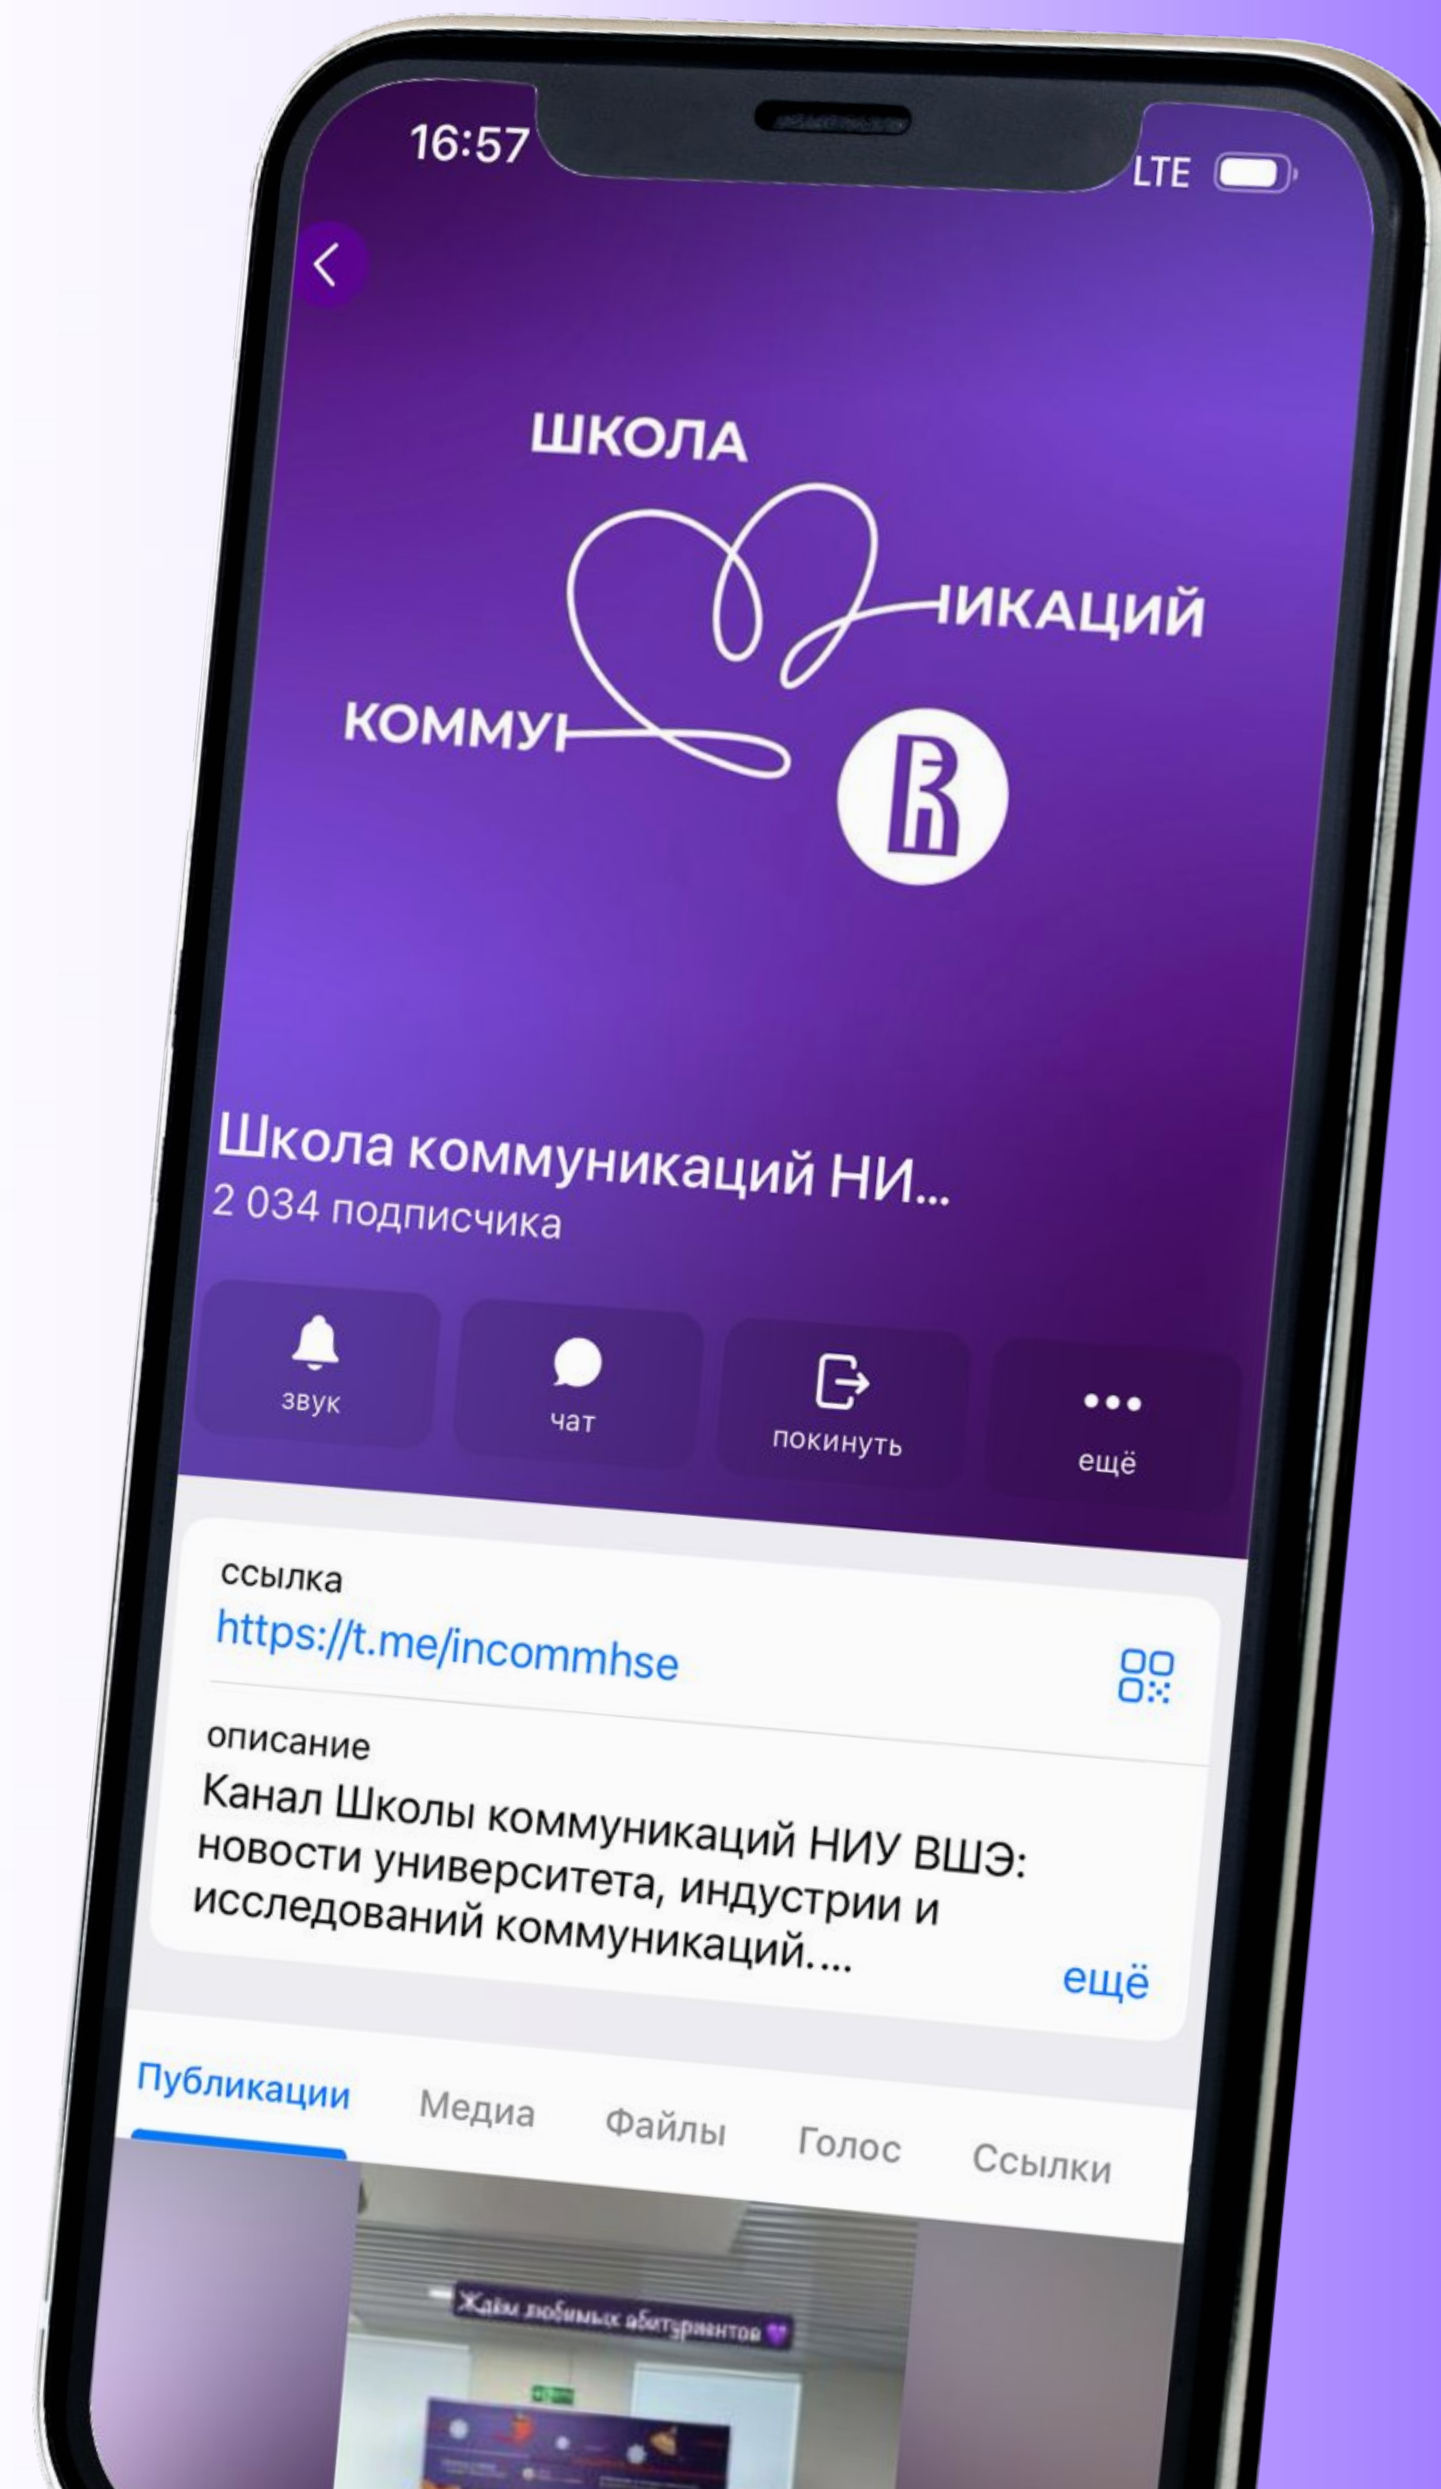 16:57
LTE
ШКОЛА
НИКАЦИЙ
КОММУН
Школа коммуникаций НИ...
2 034 подписчика
звук
чат
покинуть
ещё
ссылка
https://t.me/incommhse
описание
Канал Школы коммуникаций НИУ ВШЭ:
новости университета, индустрии и
исследований коммуникаций....
ещё
Публикации
Медиа
Файлы
Голос
Ссылки
Ждём любимых абитуриентов 💜